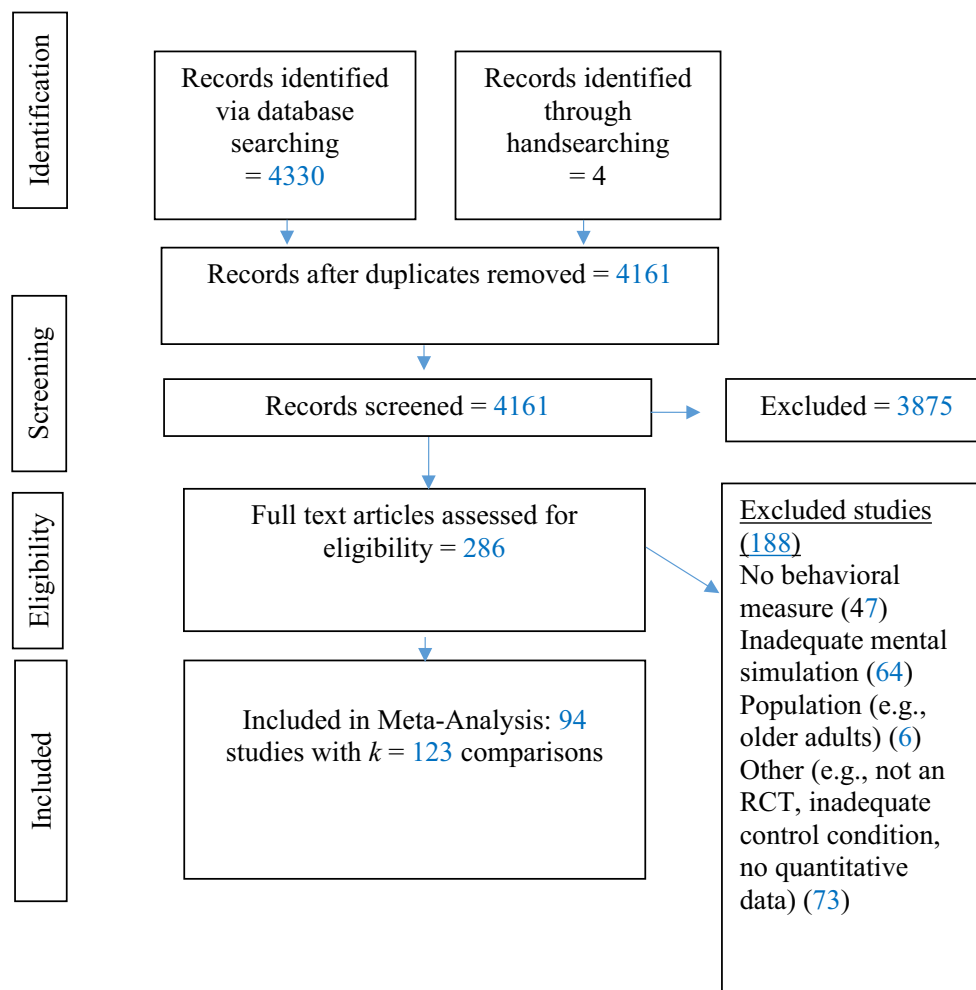 Identification
Records identified
via database
searching
= 4330
Records identified
through
handsearching
= 4
Records after duplicates removed = 4161
Screening
Records screened = 4161
Excluded = 3875
Eligibility
Full text articles assessed for
eligibility = 286
Excluded studies
(188)
No behavioral
measure (47)
Inadequate mental
simulation (64)
Population (e.g.,
older adults) (6)
Other (e.g., not an
RCT, inadequate
control condition,
no quantitative
data) (73)
Included
Included in Meta-Analysis: 94
studies with k = 123 comparisons